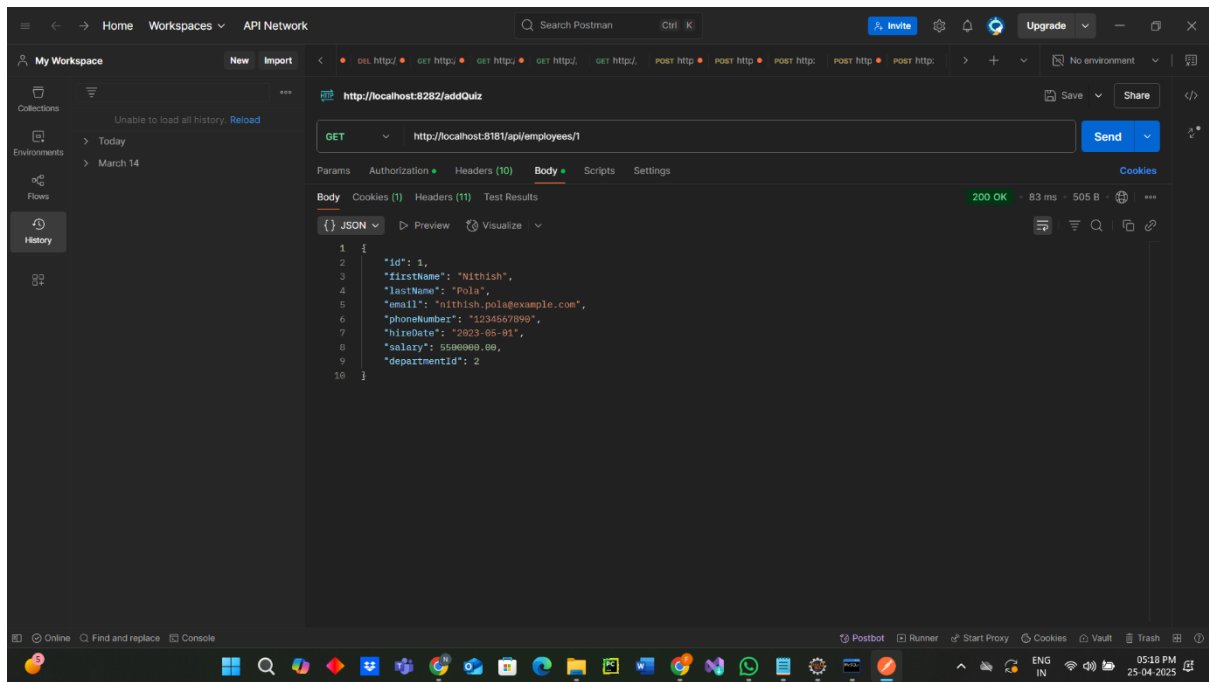 Home Workspaces API Network Search Postman Ctrl K Invite Upgrade
My Workspace New Import DEL http:/ GET http:/ GET http:/ GET http:/, GET http:/, POST http POST http POST http: POST http POST http: No environment
Collections
Environments
Flows
History
Unable to load all history. Reload
Today
March 14
HTTP http://localhost:8282/addQuiz Save Share
GET http://localhost:8181/api/employees/1 Send
Params Authorization Headers (10) Body Scripts Settings Cookies
Body Cookies (1) Headers (11) Test Results 200 OK 83 ms 505 B
{} JSON Preview Visualize
1 {
2 "id": 1,
3 "firstName": "Nithish",
4 "lastName": "Pola",
5 "email": "nithish.pola@example.com",
6 "phoneNumber": "1234567890",
7 "hireDate": "2023-05-01",
8 "salary": 5500000.00,
9 "departmentId": 2
10 }
Online Find and replace Console Postbot Runner Start Proxy Cookies Vault Trash
5 ENG 05:18 PM
IN 25-04-2025